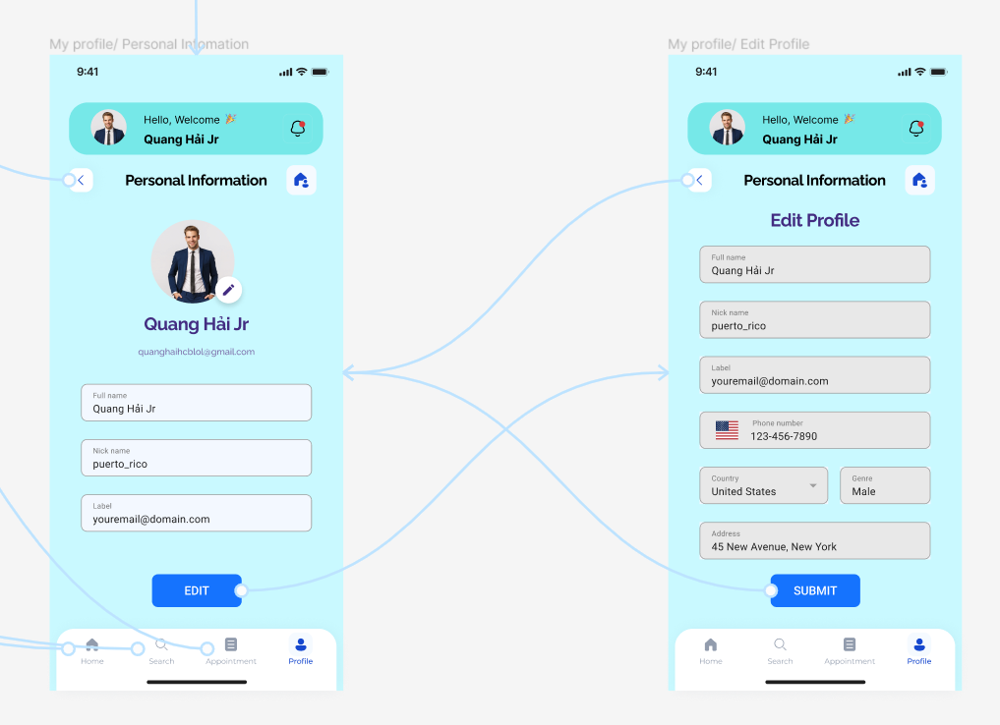 My profile/ Personal Intomation
9:41
Hello, Welcome 🎉
Quang Hải Jr
Personal Information
Quang Hải Jr
quanghaihcblol@gmail.com
Full name
Quang Hải Jr
Nick name
puerto_rico
Label
youremail@domain.com
EDIT
Home
Search
Appointment
Profile
My profile/ Edit Profile
9:41
Hello, Welcome 🎉
Quang Hải Jr
Personal Information
Edit Profile
Full name
Quang Hải Jr
Nick name
puerto_rico
Label
youremail@domain.com
Phone number
123-456-7890
Country
United States
Genre
Male
Address
45 New Avenue, New York
SUBMIT
Home
Search
Appointment
Profile